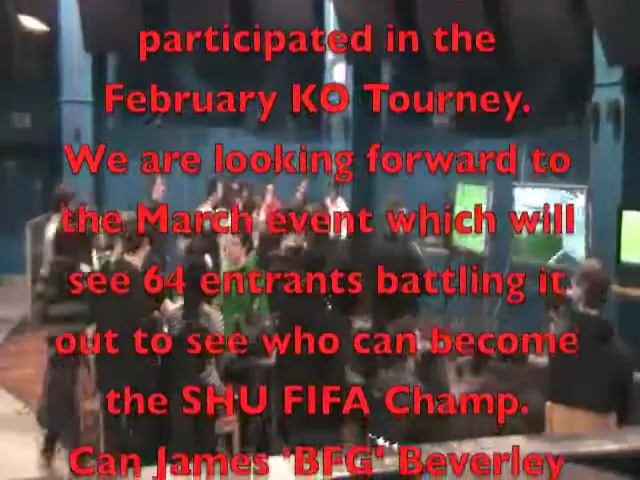 participated in the
February KO Tourney.
We are looking forward to
the March event which will
see 64 entrants battling it
out to see who can become
the SHU FIFA Champ.
Can James 'BFG' Beverley